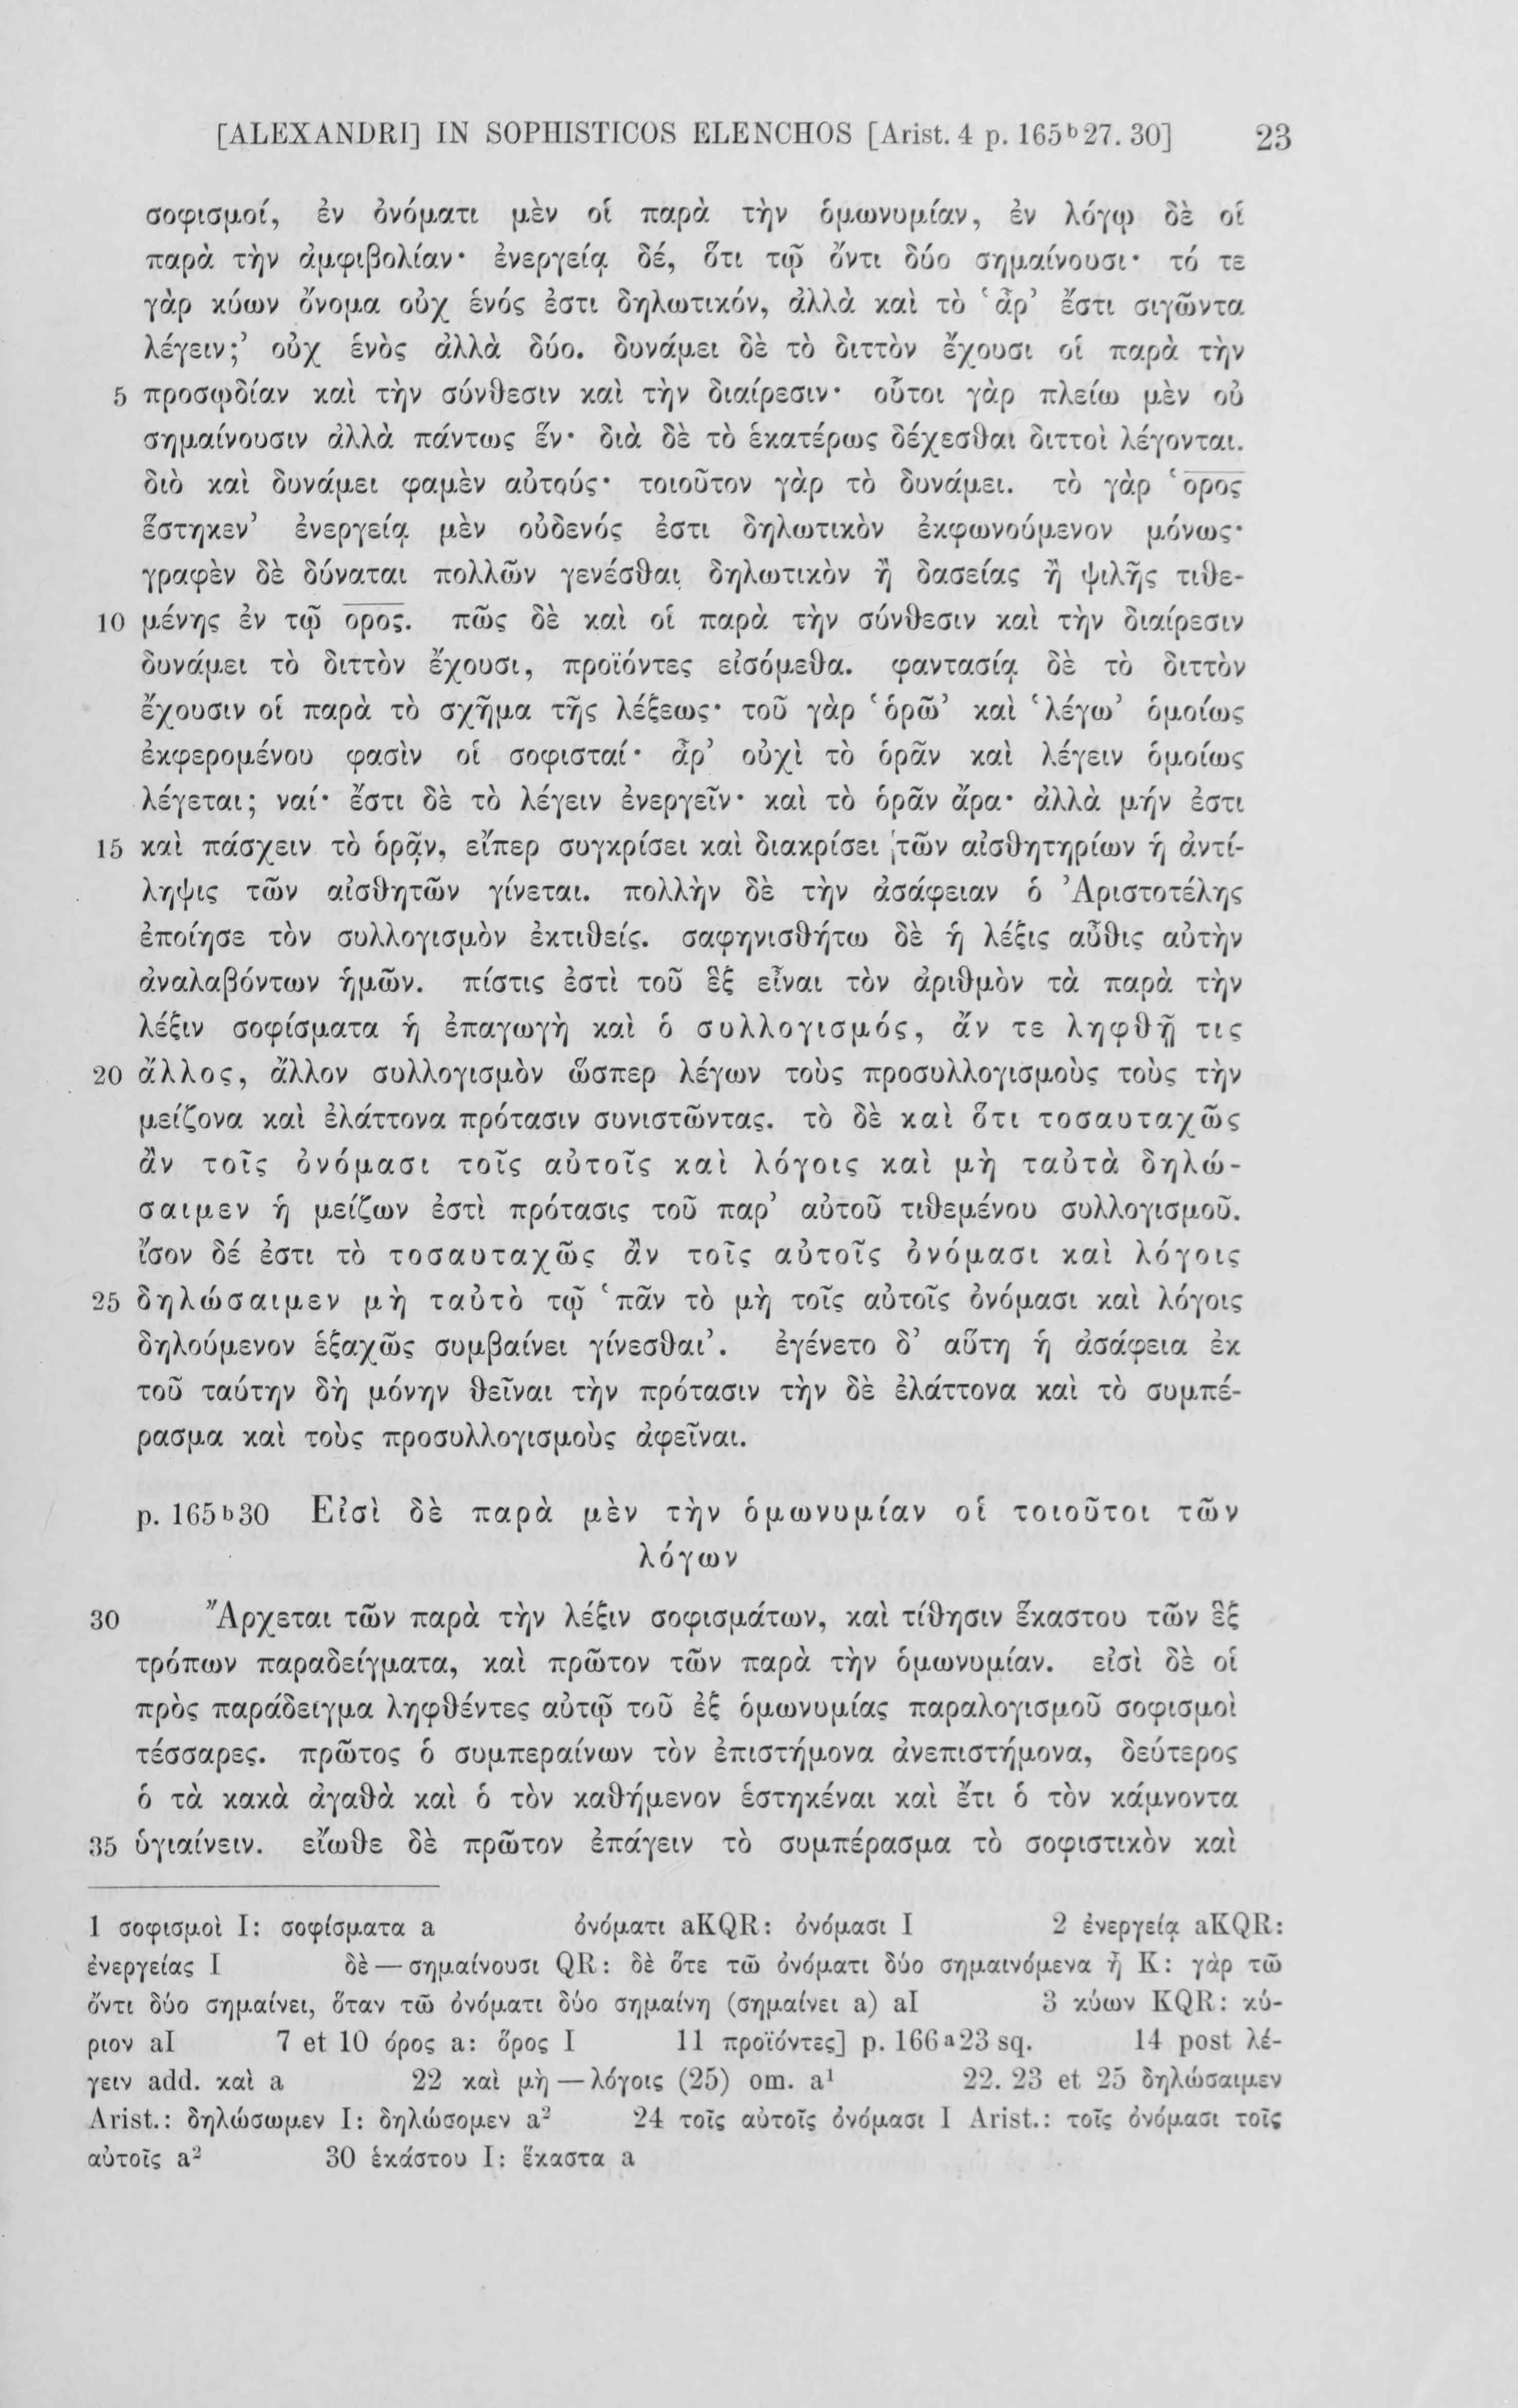 [ALEXANDRI] IN SOPHISTICOS ELENCHOS [Arist. 4 p. 165ᵇ27. 30] 23
σοφισμοί, ἐν ὀνόματι μὲν οἱ παρὰ τὴν ὁμωνυμίαν, ἐν λόγῳ δὲ οἱ
παρὰ τὴν ἀμφιβολίαν· ἐνεργείᾳ δέ, ὅτι τῷ ὄντι δύο σημαίνουσι· τό τε
γὰρ κύων ὄνομα οὐχ ἑνός ἐστι δηλωτικόν, ἀλλὰ καὶ τὸ ‘ἆρ’ ἔστι σιγῶντα
λέγειν;’ οὐχ ἑνὸς ἀλλὰ δύο. δυνάμει δὲ τὸ διττὸν ἔχουσι οἱ παρὰ τὴν
5 προσῳδίαν καὶ τὴν σύνθεσιν καὶ τὴν διαίρεσιν· οὗτοι γὰρ πλείω μὲν οὐ
σημαίνουσιν ἀλλὰ πάντως ἕν· διὰ δὲ τὸ ἑκατέρως δέχεσθαι διττοὶ λέγονται.
διὸ καὶ δυνάμει φαμὲν αὐτούς· τοιοῦτον γὰρ τὸ δυνάμει. τὸ γὰρ ‘ορος
ἕστηκεν’ ἐνεργείᾳ μὲν οὐδενός ἐστι δηλωτικὸν ἐκφωνούμενον μόνως·
γραφὲν δὲ δύναται πολλῶν γενέσθαι δηλωτικὸν ἢ δασείας ἢ ψιλῆς τιθε-
10 μένης ἐν τῷ ορος. πῶς δὲ καὶ οἱ παρὰ τὴν σύνθεσιν καὶ τὴν διαίρεσιν
δυνάμει τὸ διττὸν ἔχουσι, προϊόντες εἰσόμεθα. φαντασίᾳ δὲ τὸ διττὸν
ἔχουσιν οἱ παρὰ τὸ σχῆμα τῆς λέξεως· τοῦ γὰρ ‘ὁρῶ’ καὶ ‘λέγω’ ὁμοίως
ἐκφερομένου φασὶν οἱ σοφισταί· ἆρ’ οὐχὶ τὸ ὁρᾶν καὶ λέγειν ὁμοίως
λέγεται; ναί· ἔστι δὲ τὸ λέγειν ἐνεργεῖν· καὶ τὸ ὁρᾶν ἄρα· ἀλλὰ μήν ἐστι
15 καὶ πάσχειν τὸ ὁρᾷν, εἴπερ συγκρίσει καὶ διακρίσει τῶν αἰσθητηρίων ἡ ἀντί-
ληψις τῶν αἰσθητῶν γίνεται. πολλὴν δὲ τὴν ἀσάφειαν ὁ Ἀριστοτέλης
ἐποίησε τὸν συλλογισμὸν ἐκτιθείς. σαφηνισθήτω δὲ ἡ λέξις αὖθις αὐτὴν
ἀναλαβόντων ἡμῶν. πίστις ἐστὶ τοῦ ἓξ εἶναι τὸν ἀριθμὸν τὰ παρὰ τὴν
λέξιν σοφίσματα ἡ ἐπαγωγὴ καὶ ὁ συλλογισμός, ἄν τε ληφθῇ τις
20 ἄλλος, ἄλλον συλλογισμὸν ὥσπερ λέγων τοὺς προσυλλογισμοὺς τοὺς τὴν
μείζονα καὶ ἐλάττονα πρότασιν συνιστῶντας. τὸ δὲ καὶ ὅτι τοσαυταχῶς
ἂν τοῖς ὀνόμασι τοῖς αὐτοῖς καὶ λόγοις καὶ μὴ ταὐτὰ δηλώ-
σαιμεν ἡ μείζων ἐστὶ πρότασις τοῦ παρ’ αὐτοῦ τιθεμένου συλλογισμοῦ.
ἴσον δέ ἐστι τὸ τοσαυταχῶς ἂν τοῖς αὐτοῖς ὀνόμασι καὶ λόγοις
25 δηλώσαιμεν μὴ ταὐτὸ τῷ ‘πᾶν τὸ μὴ τοῖς αὐτοῖς ὀνόμασι καὶ λόγοις
δηλούμενον ἑξαχῶς συμβαίνει γίνεσθαι’. ἐγένετο δ’ αὕτη ἡ ἀσάφεια ἐκ
τοῦ ταύτην δὴ μόνην θεῖναι τὴν πρότασιν τὴν δὲ ἐλάττονα καὶ τὸ συμπέ-
ρασμα καὶ τοὺς προσυλλογισμοὺς ἀφεῖναι.
p. 165ᵇ30 Εἰσὶ δὲ παρὰ μὲν τὴν ὁμωνυμίαν οἱ τοιοῦτοι τῶν
λόγων
30 Ἄρχεται τῶν παρὰ τὴν λέξιν σοφισμάτων, καὶ τίθησιν ἕκαστου τῶν ἓξ
τρόπων παραδείγματα, καὶ πρῶτον τῶν παρὰ τὴν ὁμωνυμίαν. εἰσὶ δὲ οἱ
πρὸς παράδειγμα ληφθέντες αὐτῷ τοῦ ἐξ ὁμωνυμίας παραλογισμοῦ σοφισμοὶ
τέσσαρες. πρῶτος ὁ συμπεραίνων τὸν ἐπιστήμονα ἀνεπιστήμονα, δεύτερος
ὁ τὰ κακὰ ἀγαθὰ καὶ ὁ τὸν καθήμενον ἑστηκέναι καὶ ἔτι ὁ τὸν κάμνοντα
35 ὑγιαίνειν. εἴωθε δὲ πρῶτον ἐπάγειν τὸ συμπέρασμα τὸ σοφιστικὸν καὶ
1 σοφισμοὶ I: σοφίσματα a ὀνόματι aKQR: ὀνόμασι I 2 ἐνεργείᾳ aKQR:
ἐνεργείας I δὲ — σημαίνουσι QR: δὲ ὅτε τῶ ὀνόματι δύο σημαινόμενα ἦ K: γὰρ τῶ
ὄντι δύο σημαίνει, ὅταν τῶ ὀνόματι δύο σημαίνη (σημαίνει a) aI 3 κύων KQR: κύ-
ριον aI 7 et 10 όρος a: ὅρος I 11 προϊόντες] p. 166ᵃ23 sq. 14 post λέ-
γειν add. καὶ a 22 καὶ μὴ — λόγοις (25) om. a¹ 22. 23 et 25 δηλώσαιμεν
Arist.: δηλώσωμεν I: δηλώσομεν a² 24 τοῖς αὐτοῖς ὀνόμασι I Arist.: τοῖς ὀνόμασι τοῖς
αὐτοῖς a² 30 ἑκάστου I: ἕκαστα a